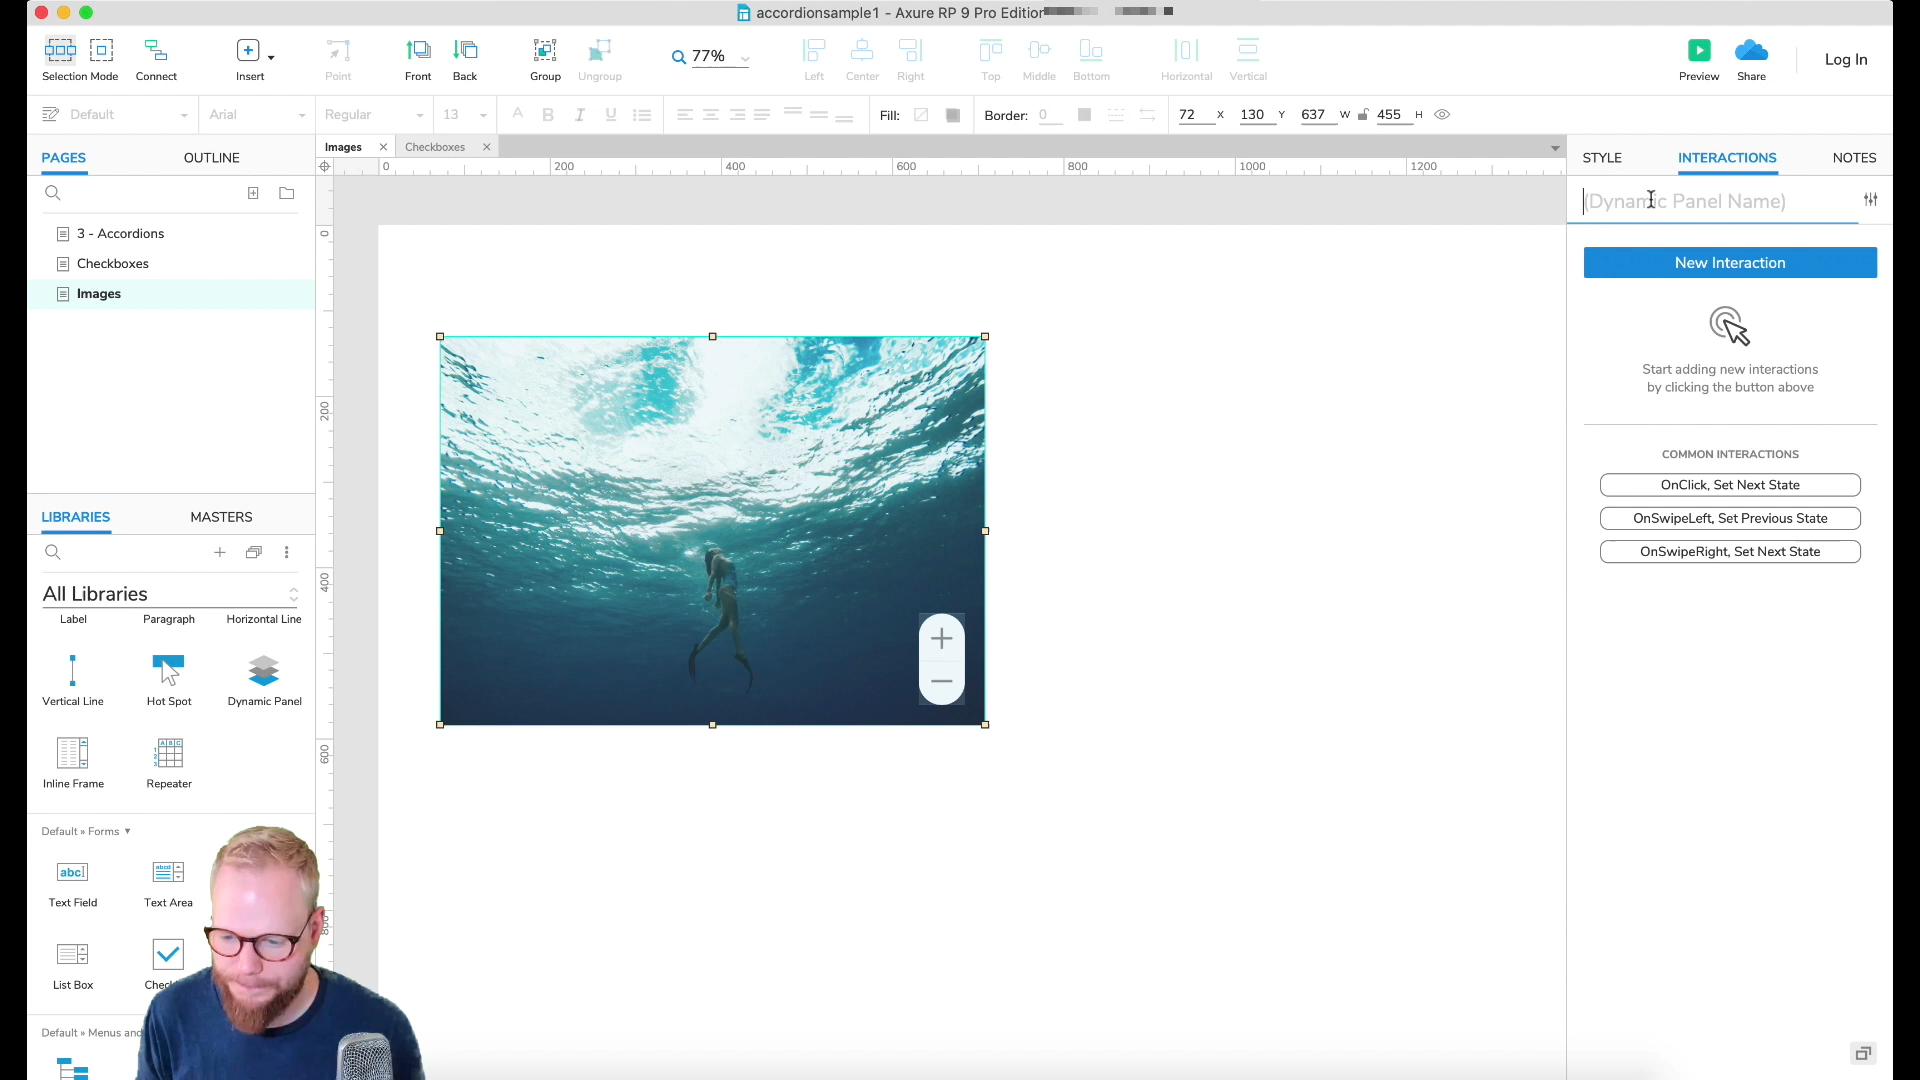 accordionsample1 - Axure RP 9 Pro Edition
Selection Mode
Connect
Insert
Point
Front
Back
Group
Ungroup
77%
Left
Center
Right
Top
Middle
Bottom
Horizontal
Vertical
Preview
Share
Log In
Default
Arial
Regular
13
Fill:
Border:
0
72 X
130 Y
637 W
455 H
PAGES
OUTLINE
3 - Accordions
Checkboxes
Images
LIBRARIES
MASTERS
All Libraries
Label
Paragraph
Horizontal Line
Vertical Line
Hot Spot
Dynamic Panel
Inline Frame
Repeater
Default » Forms
abc
Text Field
abcd
Text Area
List Box
Default » Menus and
Images
Checkboxes
0
200
400
600
800
1000
1200
0
200
400
600
STYLE
INTERACTIONS
NOTES
(Dynamic Panel Name)
New Interaction
Start adding new interactions
by clicking the button above
COMMON INTERACTIONS
OnClick, Set Next State
OnSwipeLeft, Set Previous State
OnSwipeRight, Set Next State